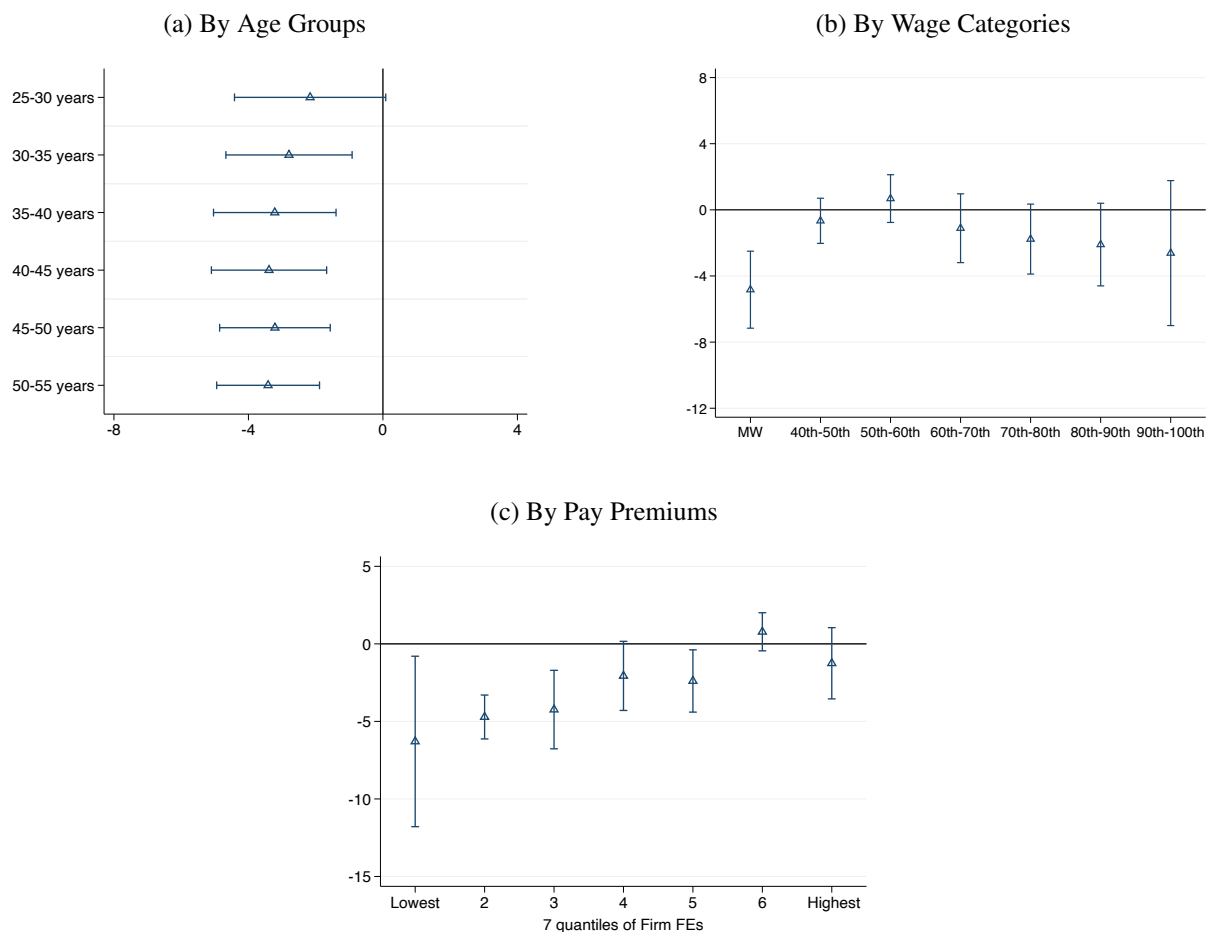 (a) By Age Groups
25-30 years
30-35 years
35-40 years
40-45 years
45-50 years
50-55 years
-8 -4 0 4
(b) By Wage Categories
8
4
0
-4
-8
-12
MW 40th-50th 50th-60th 60th-70th 70th-80th 80th-90th 90th-100th
(c) By Pay Premiums
5
0
-5
-10
-15
Lowest 2 3 4 5 6 Highest
7 quantiles of Firm FEs